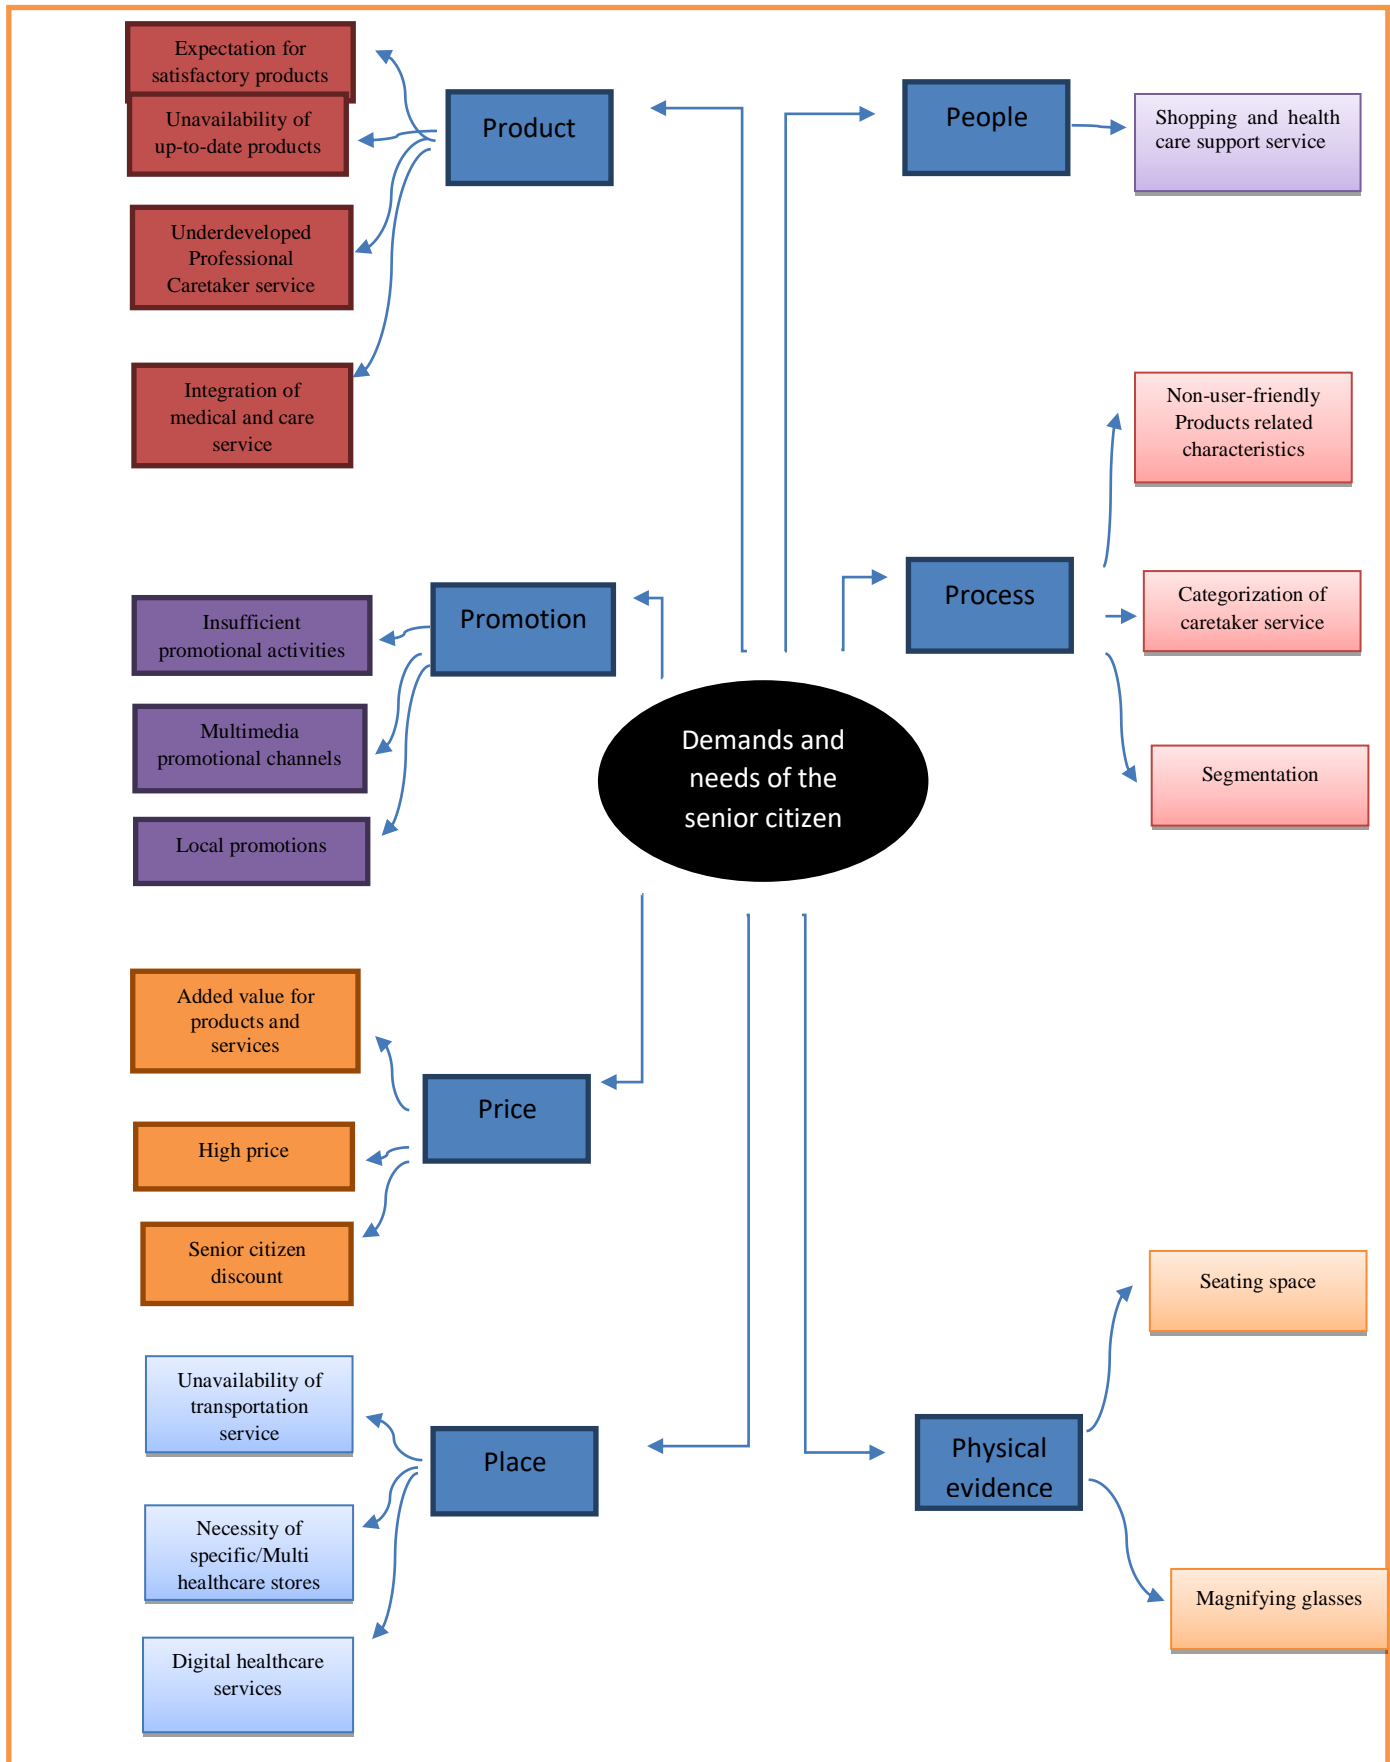 Expectation for
satisfactory products
Unavailability of
up-to-date products
Underdeveloped
Professional
Caretaker service
Integration of
medical and care
service
Product
People
Shopping and health
care support service
Non-user-friendly
Products related
characteristics
Process
Categorization of
caretaker service
Segmentation
Promotion
Insufficient
promotional activities
Multimedia
promotional channels
Local promotions
Demands and
needs of the
senior citizen
Added value for
products and
services
Price
High price
Senior citizen
discount
Unavailability of
transportation
service
Place
Necessity of
specific/Multi
healthcare stores
Digital healthcare
services
Seating space
Physical
evidence
Magnifying glasses